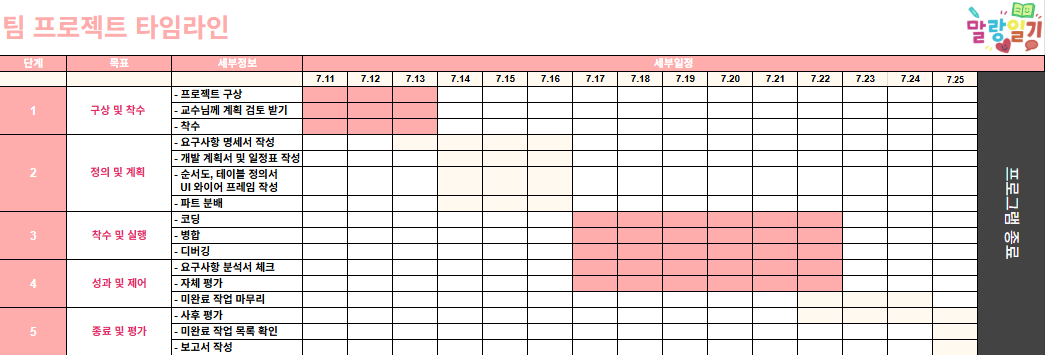 팀 프로젝트 타임라인
말랑일기
단계 목표 세부정보 세부일정
7.11 7.12 7.13 7.14 7.15 7.16 7.17 7.18 7.19 7.20 7.21 7.22 7.23 7.24 7.25
1 구상 및 착수
- 프로젝트 구상
- 교수님께 계획 검토 받기
- 착수
2 정의 및 계획
- 요구사항 명세서 작성
- 개발 계획서 및 일정표 작성
- 순서도, 테이블 정의서
UI 와이어 프레임 작성
- 파트 분배
3 착수 및 실행
- 코딩
- 병합
- 디버깅
4 성과 및 제어
- 요구사항 분석서 체크
- 자체 평가
- 미완료 작업 마무리
5 종료 및 평가
- 사후 평가
- 미완료 작업 목록 확인
- 보고서 작성
프로그램 종료